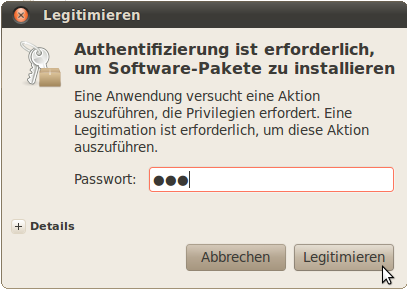 Legitimieren
Authentifizierung ist erforderlich,
um Software-Pakete zu installieren
Eine Anwendung versucht eine Aktion
auszuführen, die Privilegien erfordert. Eine
Legitimation ist erforderlich, um diese Aktion
auszuführen.
Passwort: ●●●
Details
Abbrechen Legitimieren